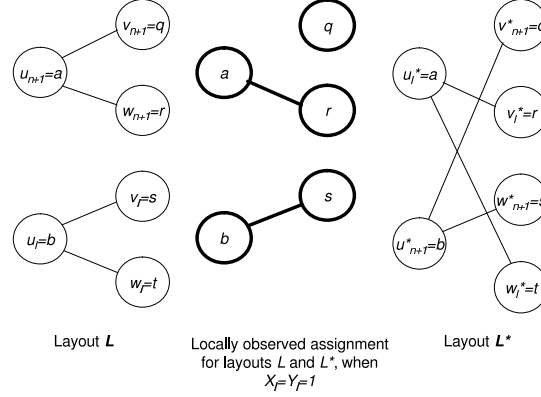 v_{n+1}=q
u_{n+1}=a
w_{n+1}=r
v_l=s
u_l=b
w_l=t
Layout L
q
a
r
s
b
Locally observed assignment
for layouts L and L*, when
X_l=Y_l=1
v*_{n+1}=q
u_l*=a
v_l*=r
w*_{n+1}=s
u*_{n+1}=b
w_l*=t
Layout L*